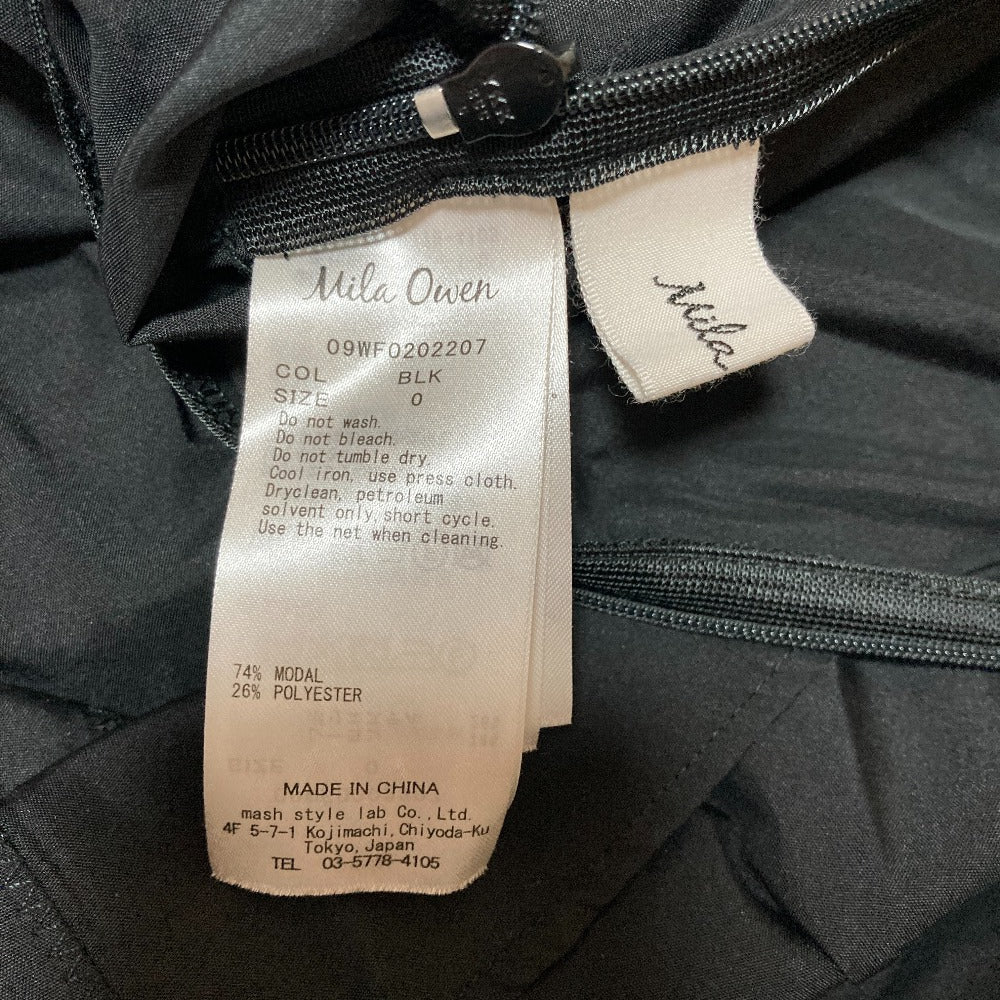 Mila Owen
09WF0202207
COL BLK
SIZE 0
Do not wash.
Do not bleach.
Do not tumble dry
Cool iron, use press cloth.
Dryclean, petroleum
solvent only, short cycle.
Use the net when cleaning.
74% MODAL
26% POLYESTER
MADE IN CHINA
mash style lab Co.,Ltd.
4F 5-7-1 Kojimachi, Chiyoda-Ku
Tokyo, Japan
TEL 03-5778-4105
Mila
YKK